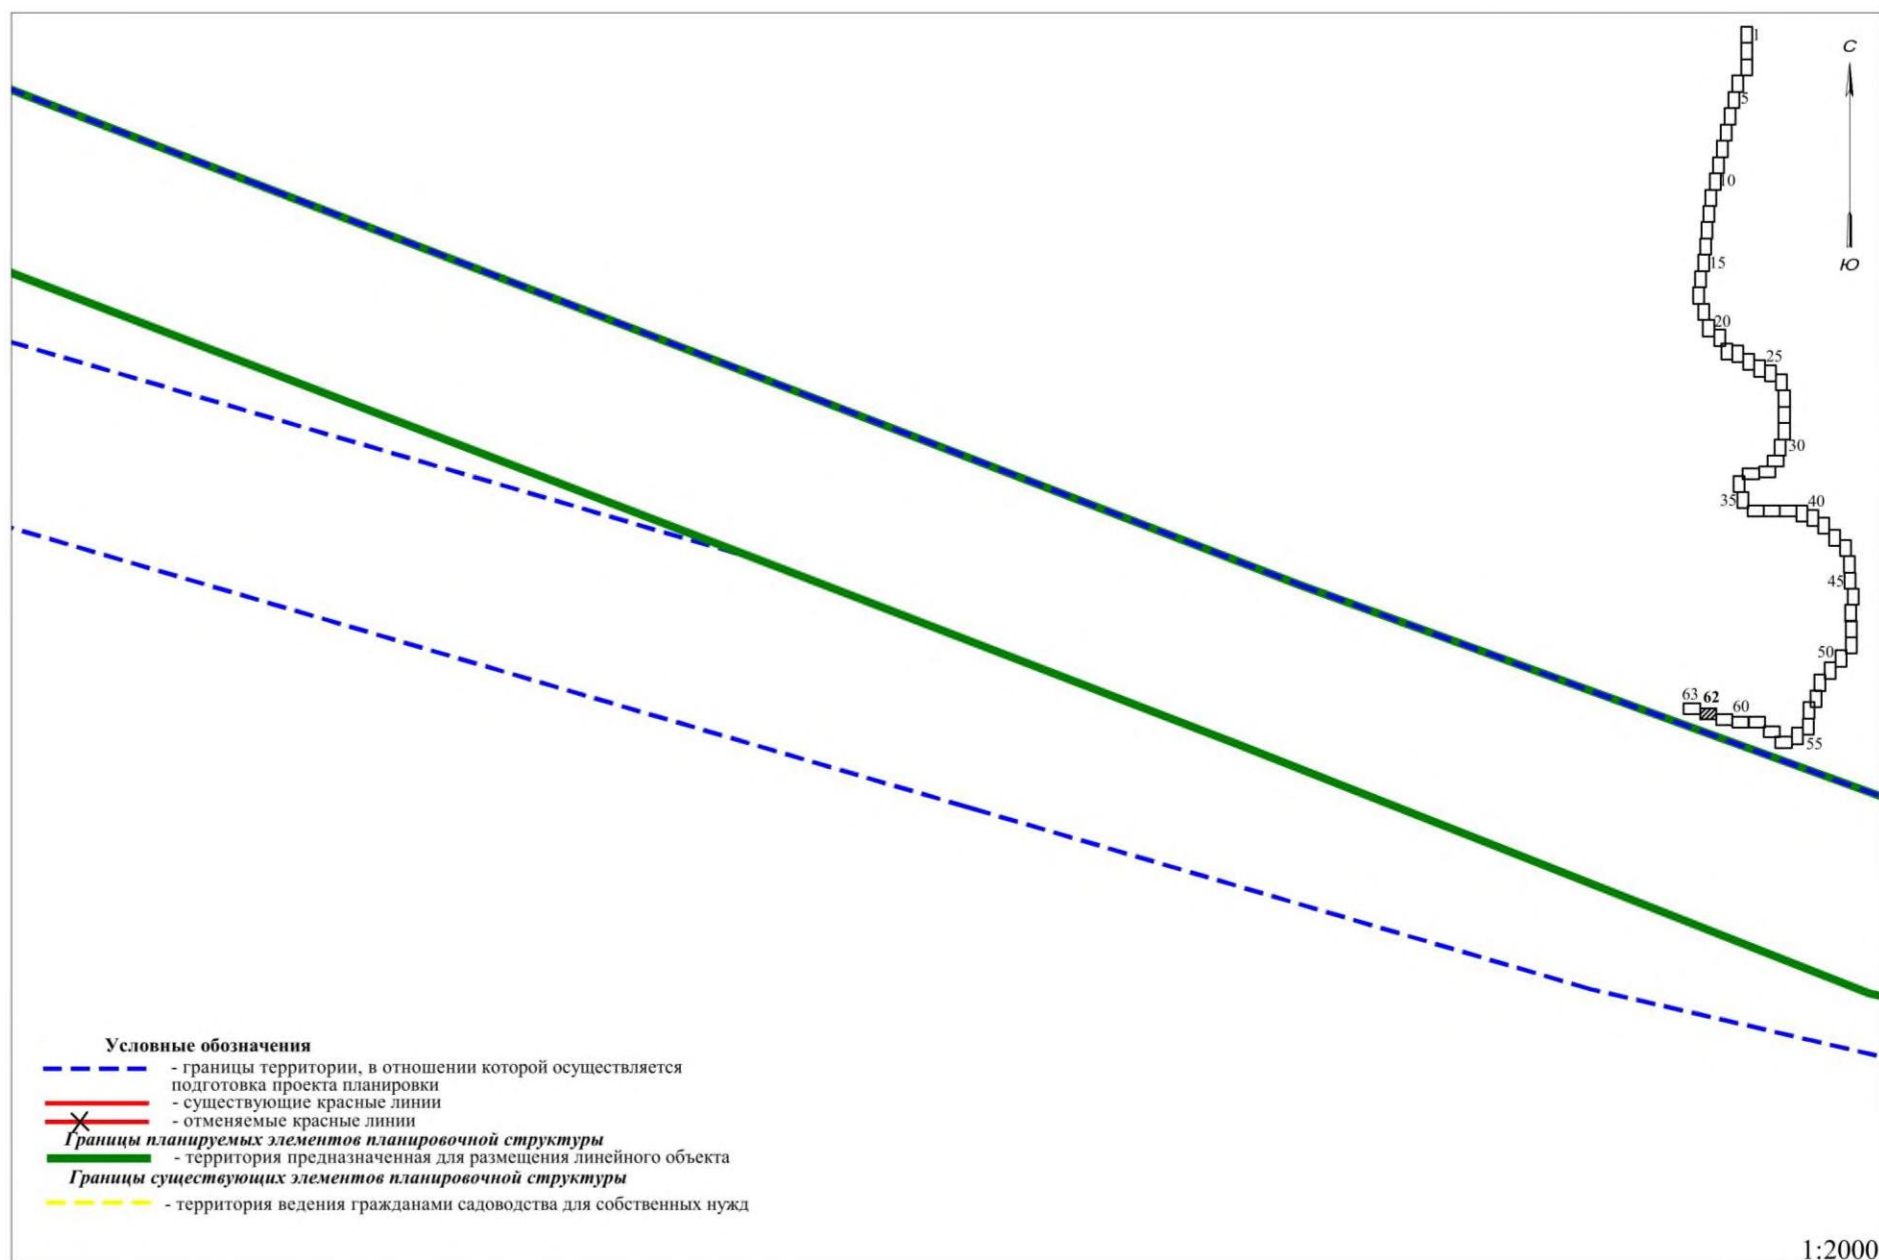 1
С
5
10
Ю
15
20
25
30
35
40
45
50
63 62 60
55
Условные обозначения
- границы территории, в отношении которой осуществляется
подготовка проекта планировки
- существующие красные линии
- отменяемые красные линии
Границы планируемых элементов планировочной структуры
- территория предназначенная для размещения линейного объекта
Границы существующих элементов планировочной структуры
- территория ведения гражданами садоводства для собственных нужд
1:2000